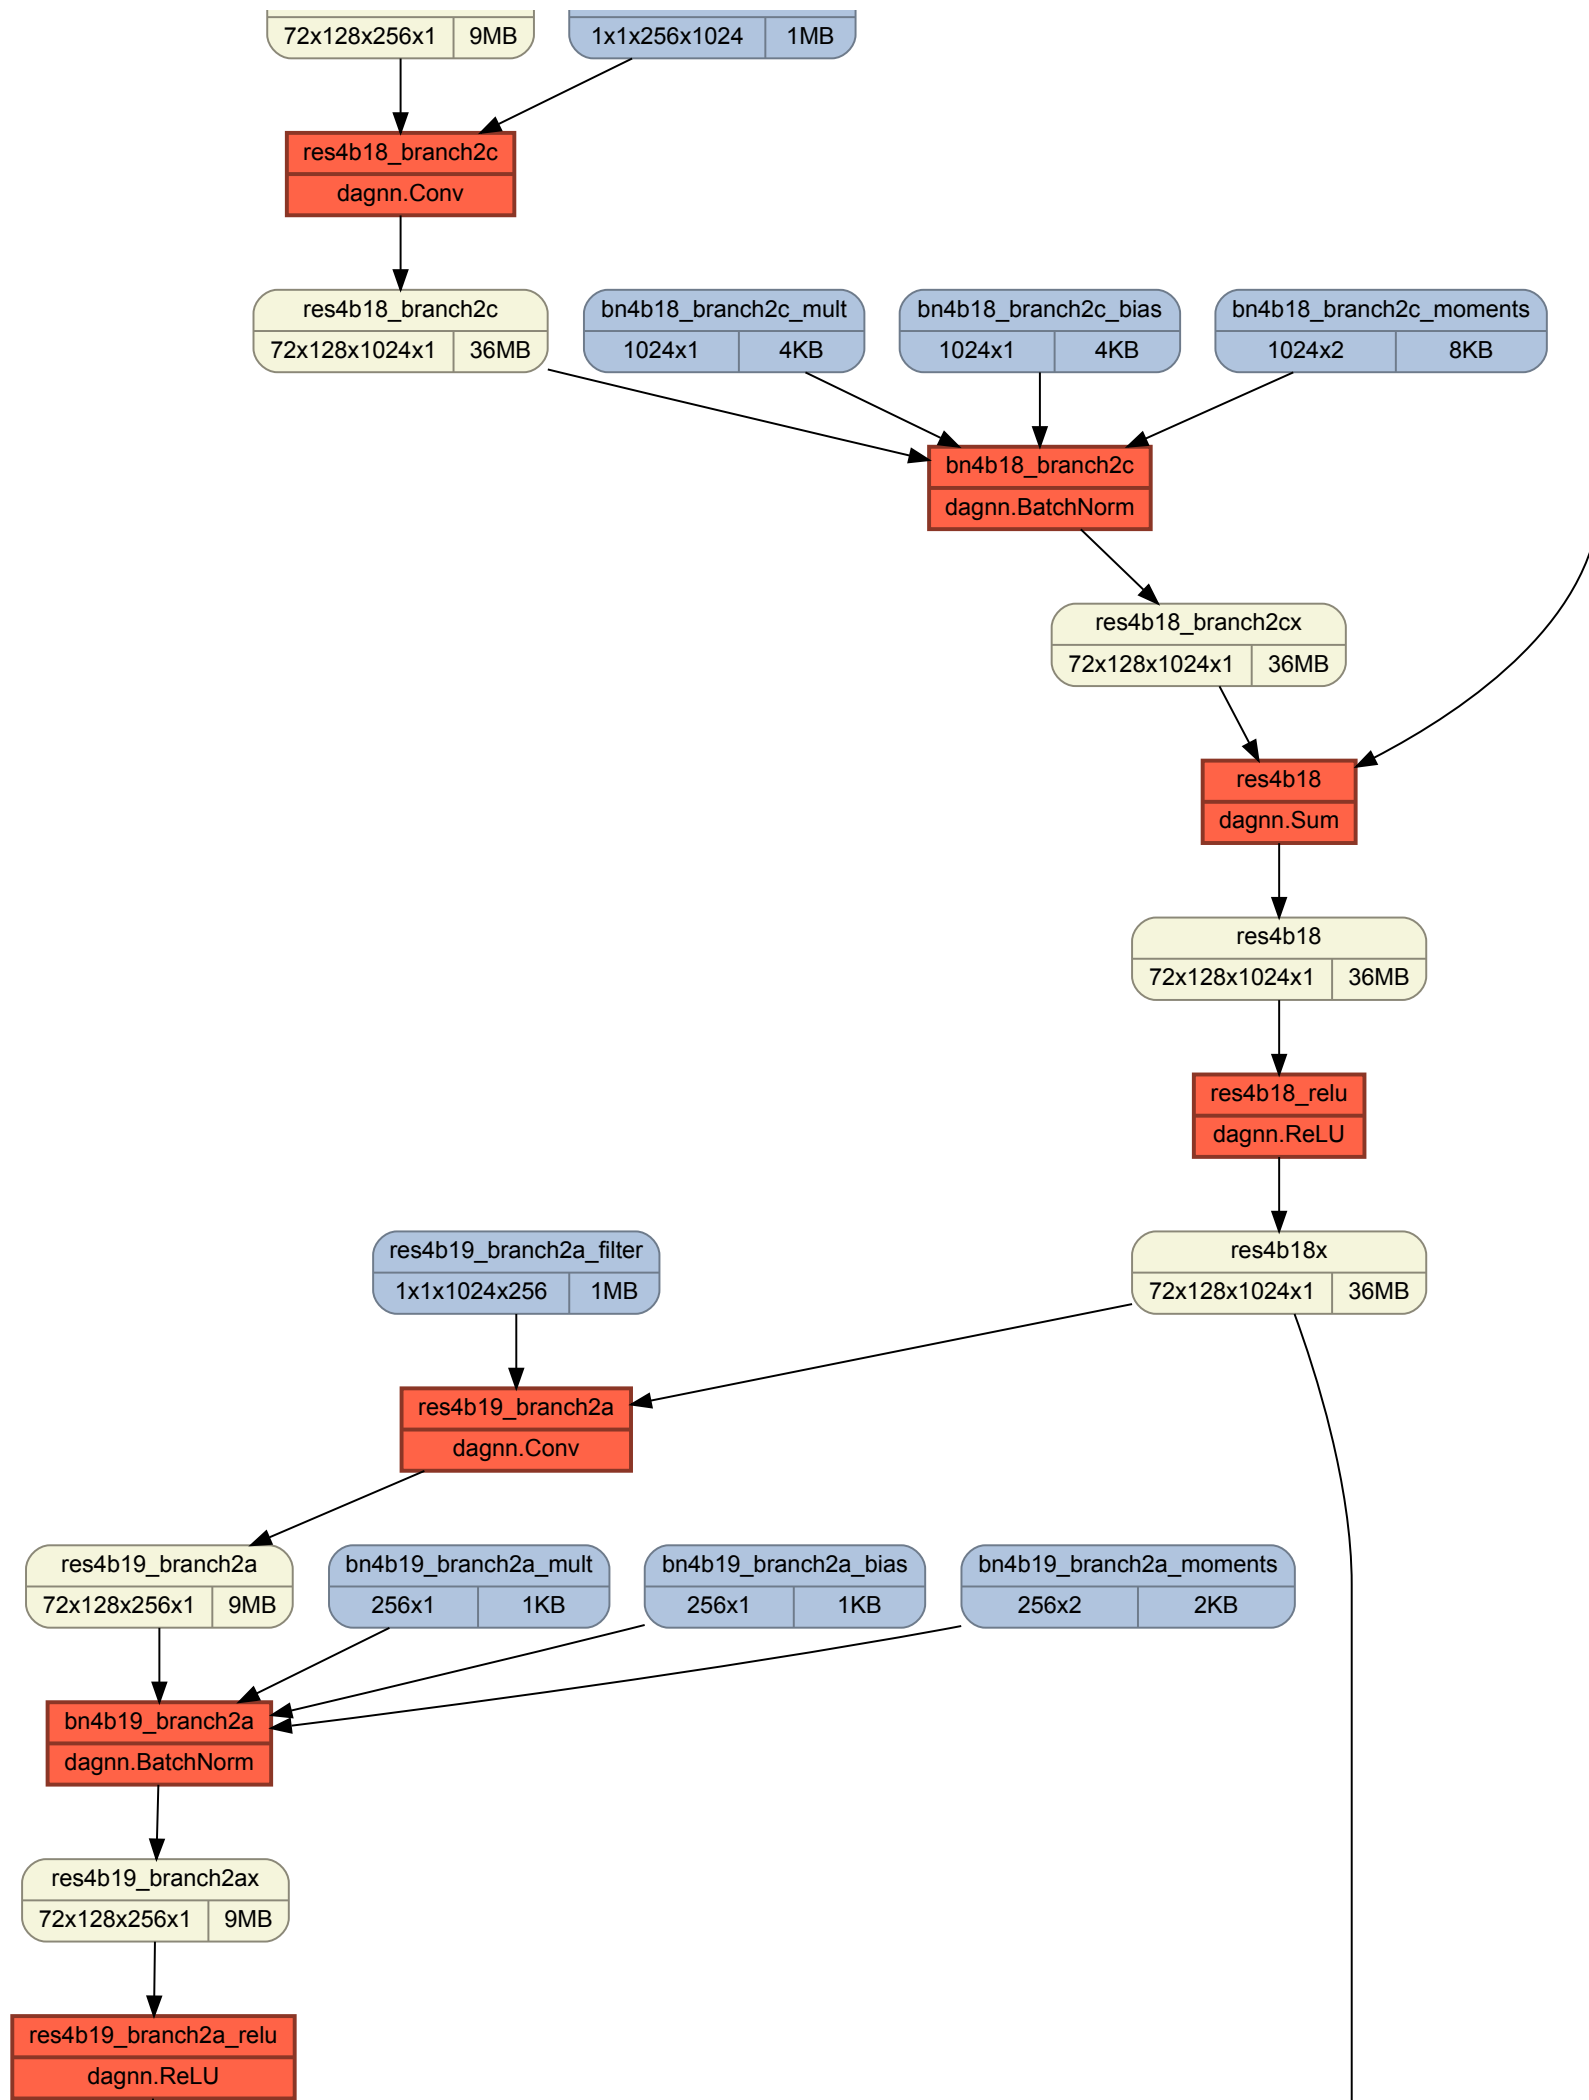 72x128x256x1 9MB
1x1x256x1024 1MB
res4b18_branch2c
dagnn.Conv
res4b18_branch2c
72x128x1024x1 36MB
bn4b18_branch2c_mult
1024x1 4KB
bn4b18_branch2c_bias
1024x1 4KB
bn4b18_branch2c_moments
1024x2 8KB
bn4b18_branch2c
dagnn.BatchNorm
res4b18_branch2cx
72x128x1024x1 36MB
res4b18
dagnn.Sum
res4b18
72x128x1024x1 36MB
res4b18_relu
dagnn.ReLU
res4b19_branch2a_filter
1x1x1024x256 1MB
res4b18x
72x128x1024x1 36MB
res4b19_branch2a
dagnn.Conv
res4b19_branch2a
72x128x256x1 9MB
bn4b19_branch2a_mult
256x1 1KB
bn4b19_branch2a_bias
256x1 1KB
bn4b19_branch2a_moments
256x2 2KB
bn4b19_branch2a
dagnn.BatchNorm
res4b19_branch2ax
72x128x256x1 9MB
res4b19_branch2a_relu
dagnn.ReLU